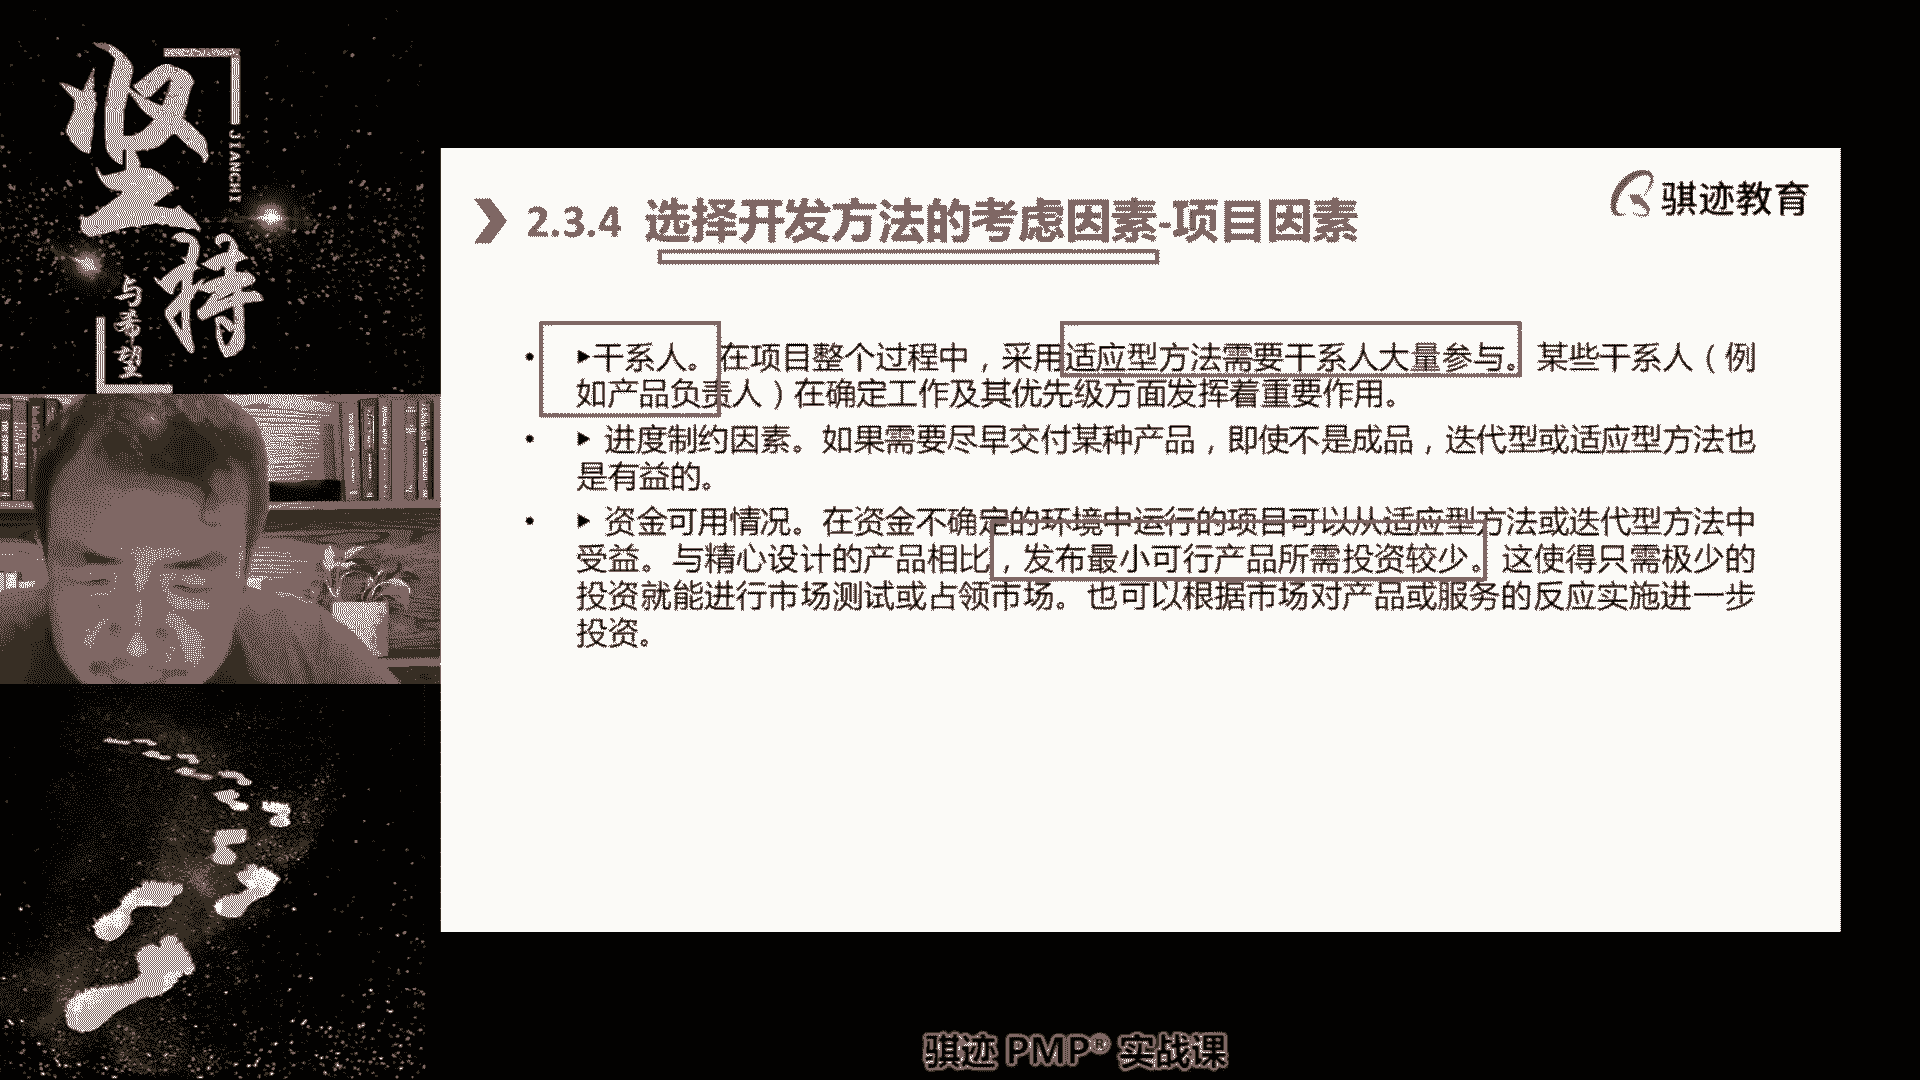 坚持
JIANCHI
与希望
骐迹教育
2.3.4 选择开发方法的考虑因素-项目因素
• ▶干系人。在项目整个过程中，采用适应型方法需要干系人大量参与。某些干系人（例
如产品负责人）在确定工作及其优先级方面发挥着重要作用。
• ▶ 进度制约因素。如果需要尽早交付某种产品，即使不是成品，迭代型或适应型方法也
是有益的。
• ▶ 资金可用情况。在资金不确定的环境中运行的项目可以从适应型方法或迭代型方法中
受益。与精心设计的产品相比，发布最小可行产品所需投资较少。这使得只需极少的
投资就能进行市场测试或占领市场。也可以根据市场对产品或服务的反应实施进一步
投资。
骐迹 PMP® 实战课